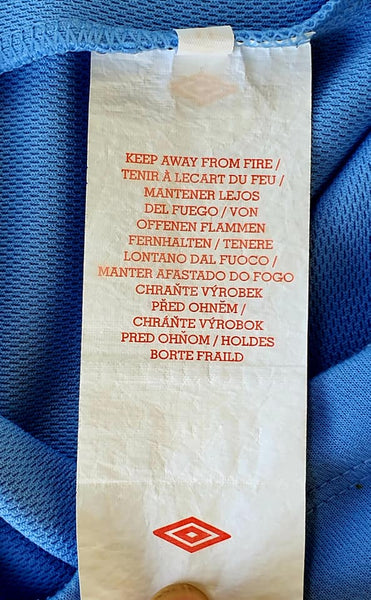 KEEP AWAY FROM FIRE /
TENIR À LECART DU FEU /
MANTENER LEJOS
DEL FUEGO / VON
OFFENEN FLAMMEN
FERNHALTEN / TENERE
LONTANO DAL FUOCO /
MANTER AFASTADO DO FOGO
CHRAŇTE VÝROBEK
PŘED OHNĚM /
CHRÁŇTE VÝROBOK
PRED OHŇOM / HOLDES
BORTE FRAILD